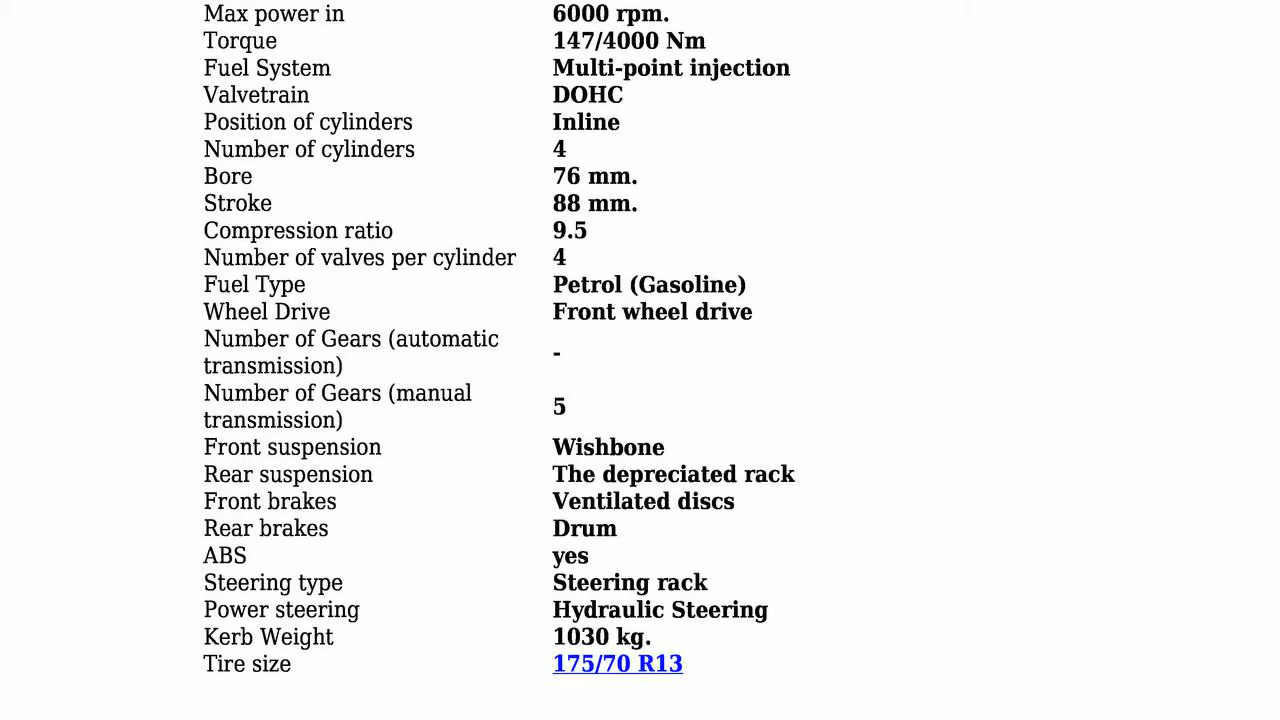 Max power in 6000 rpm.
Torque 147/4000 Nm
Fuel System Multi-point injection
Valvetrain DOHC
Position of cylinders Inline
Number of cylinders 4
Bore 76 mm.
Stroke 88 mm.
Compression ratio 9.5
Number of valves per cylinder 4
Fuel Type Petrol (Gasoline)
Wheel Drive Front wheel drive
Number of Gears (automatic
transmission) -
Number of Gears (manual
transmission) 5
Front suspension Wishbone
Rear suspension The depreciated rack
Front brakes Ventilated discs
Rear brakes Drum
ABS yes
Steering type Steering rack
Power steering Hydraulic Steering
Kerb Weight 1030 kg.
Tire size 175/70 R13